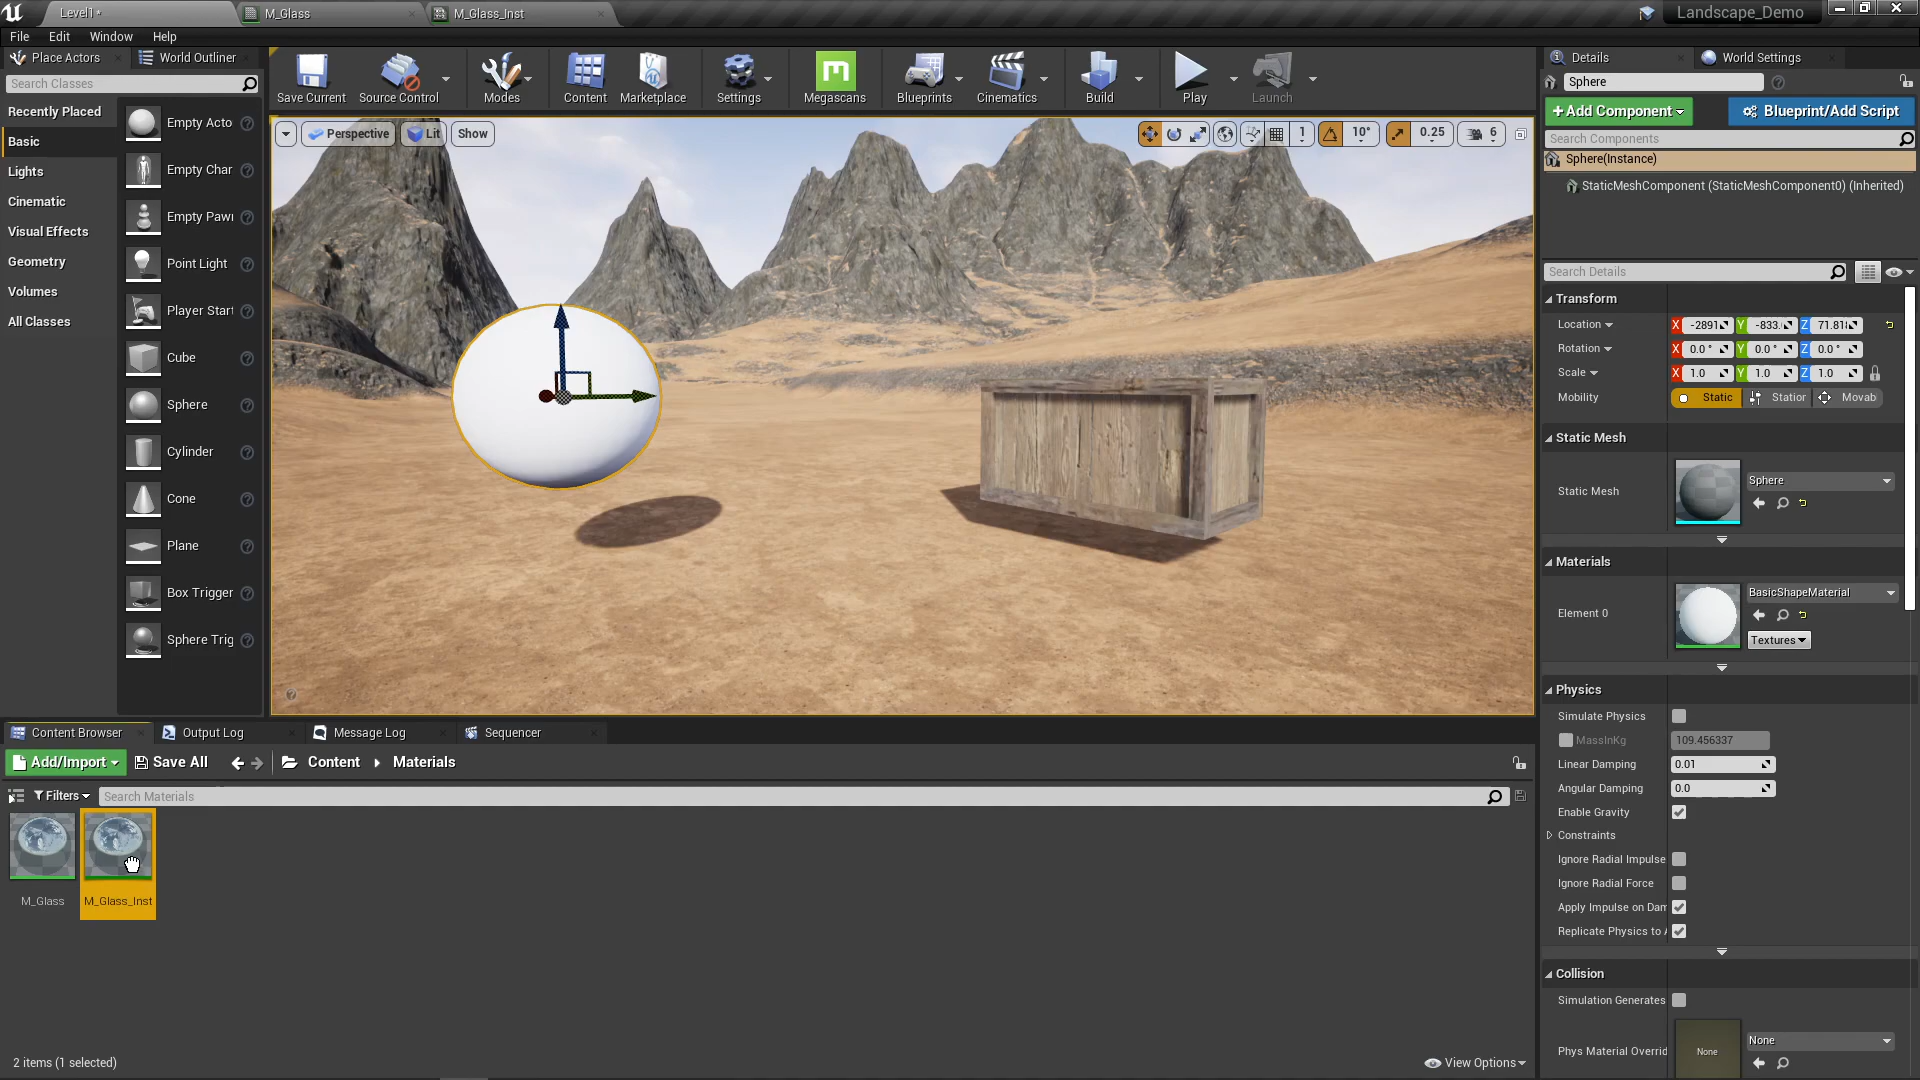 Level1*
M_Glass
M_Glass_Inst
Landscape_Demo
File Edit Window Help
Place Actors
World Outliner
Search Classes
Recently Placed
Basic
Lights
Cinematic
Visual Effects
Geometry
Volumes
All Classes
Empty Acto
Empty Char
Empty Pawn
Point Light
Player Start
Cube
Sphere
Cylinder
Cone
Plane
Box Trigger
Sphere Trig
Save Current
Source Control
Modes
Content
Marketplace
Settings
Megascans
Blueprints
Cinematics
Build
Play
Launch
Perspective
Lit
Show
1
10°
0.25
6
Details
World Settings
Sphere
+Add Component
Blueprint/Add Script
Search Components
Sphere(Instance)
StaticMeshComponent (StaticMeshComponent0) (Inherited)
Search Details
Transform
Location X -2891 Y -833. Z 71.81
Rotation X 0.0 ° Y 0.0 ° Z 0.0 °
Scale X 1.0 Y 1.0 Z 1.0
Mobility Static Station Movab
Static Mesh
Static Mesh
Sphere
Materials
Element 0
BasicShapeMaterial
Textures
Physics
Simulate Physics
MassInKg 109.456337
Linear Damping 0.01
Angular Damping 0.0
Enable Gravity
Constraints
Ignore Radial Impulse
Ignore Radial Force
Apply Impulse on Dam
Replicate Physics to A
Collision
Simulation Generates
Phys Material Overrid
None
None
Content Browser
Output Log
Message Log
Sequencer
Add/Import
Save All
Content
Materials
Filters
Search Materials
M_Glass
M_Glass_Inst
2 items (1 selected)
View Options